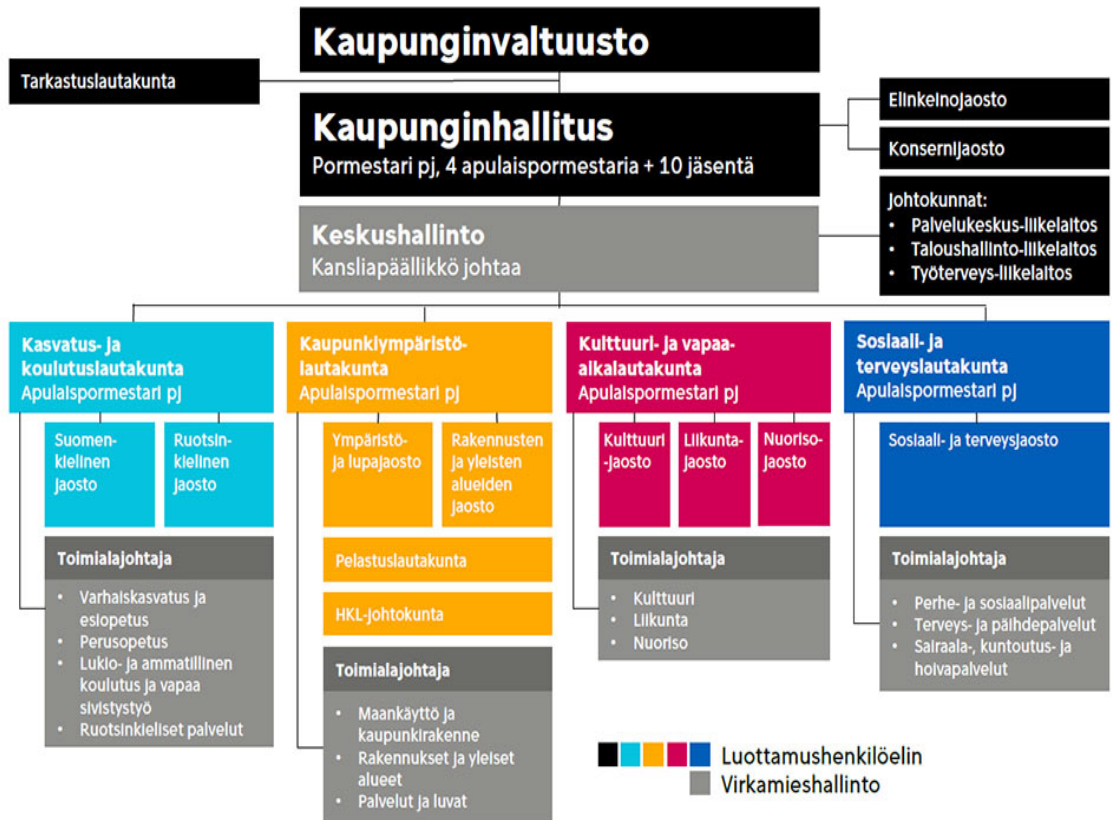 Kaupunginvaltuusto
Tarkastuslautakunta
Kaupunginhallitus
Pormestari pj, 4 apulaispormestaria + 10 jäsentä
Elinkeinojaosto
Konsernijaosto
Keskushallinto
Kansliapäällikkö johtaa
Johtokunnat:
• Palvelukeskus-liikelaitos
• Taloushallinto-liikelaitos
• Työterveys-liikelaitos
Kasvatus- ja
koulutuslautakunta
Apulaispormestari pj
Suomen-
kielinen
jaosto
Ruotsin-
kielinen
jaosto
Toimialajohtaja
• Varhaiskasvatus ja
esiopetus
• Perusopetus
• Lukio- ja ammatillinen
koulutus ja vapaa
sivistystyö
• Ruotsinkieliset palvelut
Kaupunkiympäristö-
lautakunta
Apulaispormestari pj
Ympäristö-
ja lupajaosto
Rakennusten
ja yleisten
alueiden
jaosto
Pelastuslautakunta
HKL-johtokunta
Toimialajohtaja
• Maankäyttö ja
kaupunkirakenne
• Rakennukset ja yleiset
alueet
• Palvelut ja luvat
Kulttuuri- ja vapaa-
aikalautakunta
Apulaispormestari pj
Kulttuuri
-jaosto
Liikunta-
jaosto
Nuoriso-
jaosto
Toimialajohtaja
• Kulttuuri
• Liikunta
• Nuoriso
Sosiaali- ja
terveyslautakunta
Apulaispormestari pj
Sosiaali- ja terveysjaosto
Toimialajohtaja
• Perhe- ja sosiaalipalvelut
• Terveys- ja päihdepalvelut
• Sairaala-, kuntoutus- ja
hoivapalvelut
Luottamushenkilöelin
Virkamieshallinto